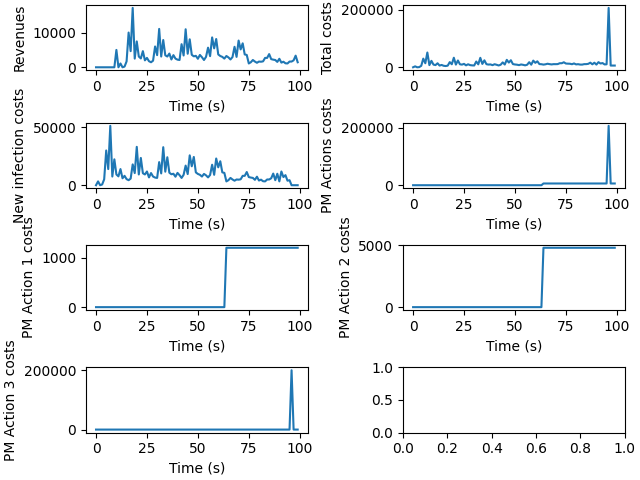 Revenues
10000
0
0 25 50 75 100
Time (s)
Total costs
200000
0
0 25 50 75 100
Time (s)
New infection costs
50000
0
0 25 50 75 100
Time (s)
PM Actions costs
200000
0
0 25 50 75 100
Time (s)
PM Action 1 costs
1000
0
0 25 50 75 100
Time (s)
PM Action 2 costs
5000
0
0 25 50 75 100
Time (s)
PM Action 3 costs
200000
0
0 25 50 75 100
Time (s)
1.0
0.5
0.0
0.0 0.2 0.4 0.6 0.8 1.0